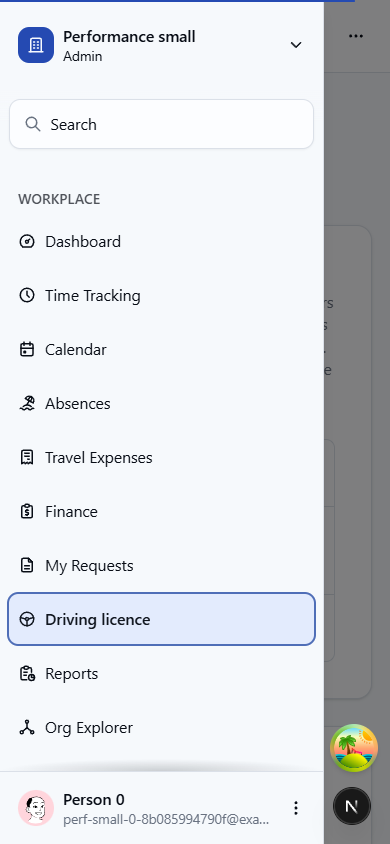 Performance small
Admin
Search
WORKPLACE
Dashboard
Time Tracking
Calendar
Absences
Travel Expenses
Finance
My Requests
Driving licence
Reports
Org Explorer
Person 0
perf-small-0-8b085994790f@exa...
rs
s
.
e
N